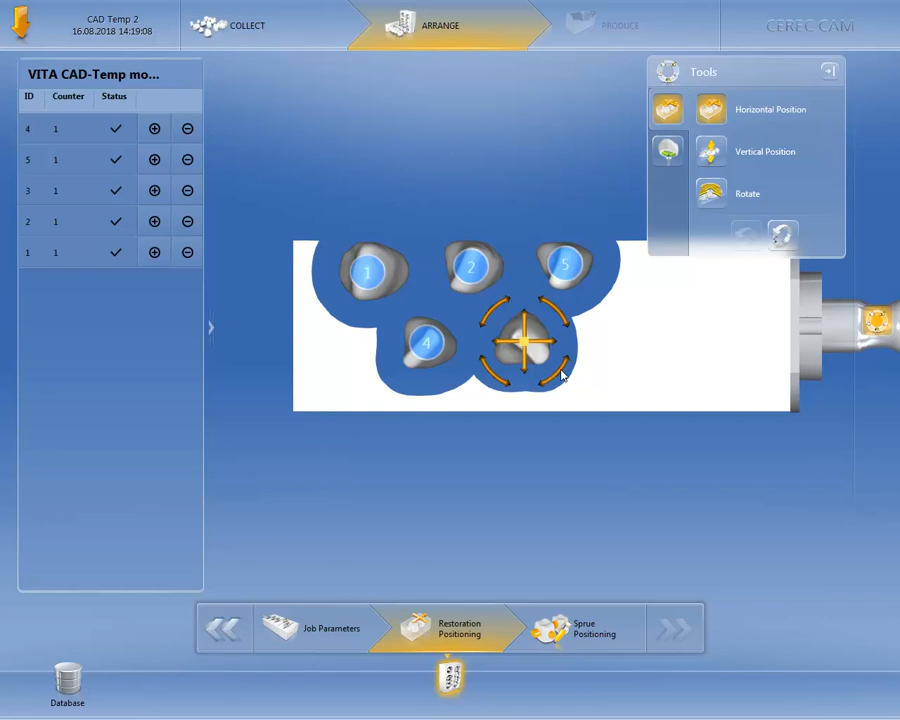 CAD Temp 2
16.08.2018 14:19:08
COLLECT
ARRANGE
PRODUCE
CEREC CAM
VITA CAD-Temp mo...
ID Counter Status
4 1
5 1
3 1
2 1
1 1
Tools
Horizontal Position
Vertical Position
Rotate
1 2 5
4
Job Parameters
Restoration
Positioning
Sprue
Positioning
Database